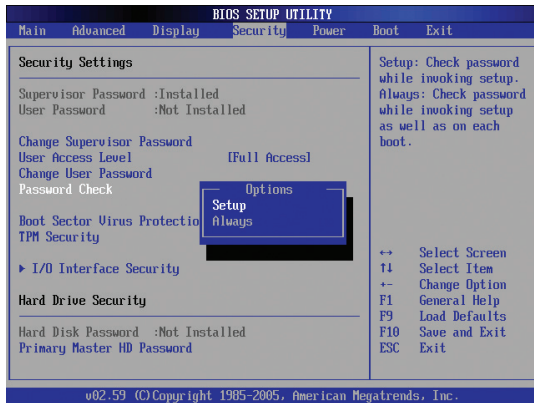 BIOS SETUP UTILITY
Main Advanced Display Security Power Boot Exit
Security Settings
Supervisor Password :Installed
User Password :Not Installed
Change Supervisor Password
User Access Level [Full Access]
Change User Password
Password Check
Boot Sector Virus Protectio
TPM Security
▶ I/O Interface Security
Hard Drive Security
Hard Disk Password :Not Installed
Primary Master HD Password
Options
Setup
Always
Setup: Check password
while invoking setup.
Always: Check password
while invoking setup
as well as on each
boot.
↔ Select Screen
↑↓ Select Item
+- Change Option
F1 General Help
F9 Load Defaults
F10 Save and Exit
ESC Exit
v02.59 (C)Copyright 1985-2005, American Megatrends, Inc.